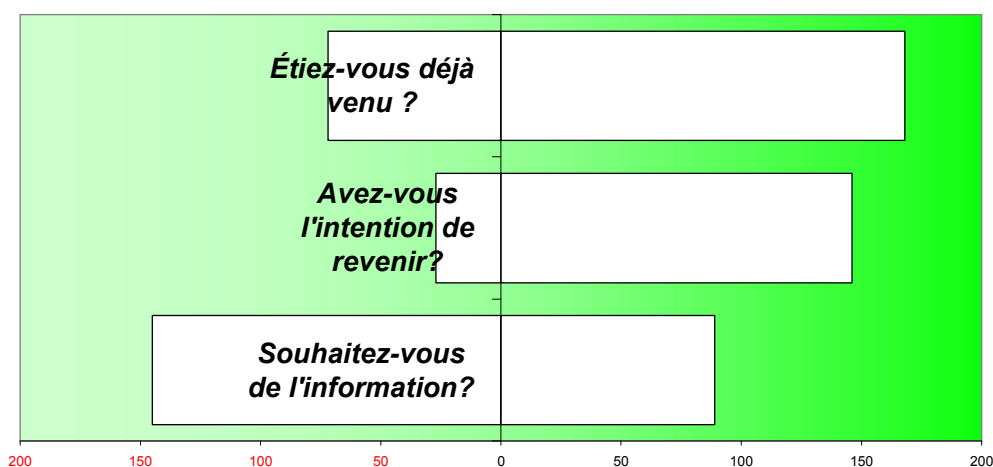 Étiez-vous déjà
venu ?
Avez-vous
l'intention de
revenir?
Souhaitez-vous
de l'information?
200 150 100 50 0 50 100 150 200